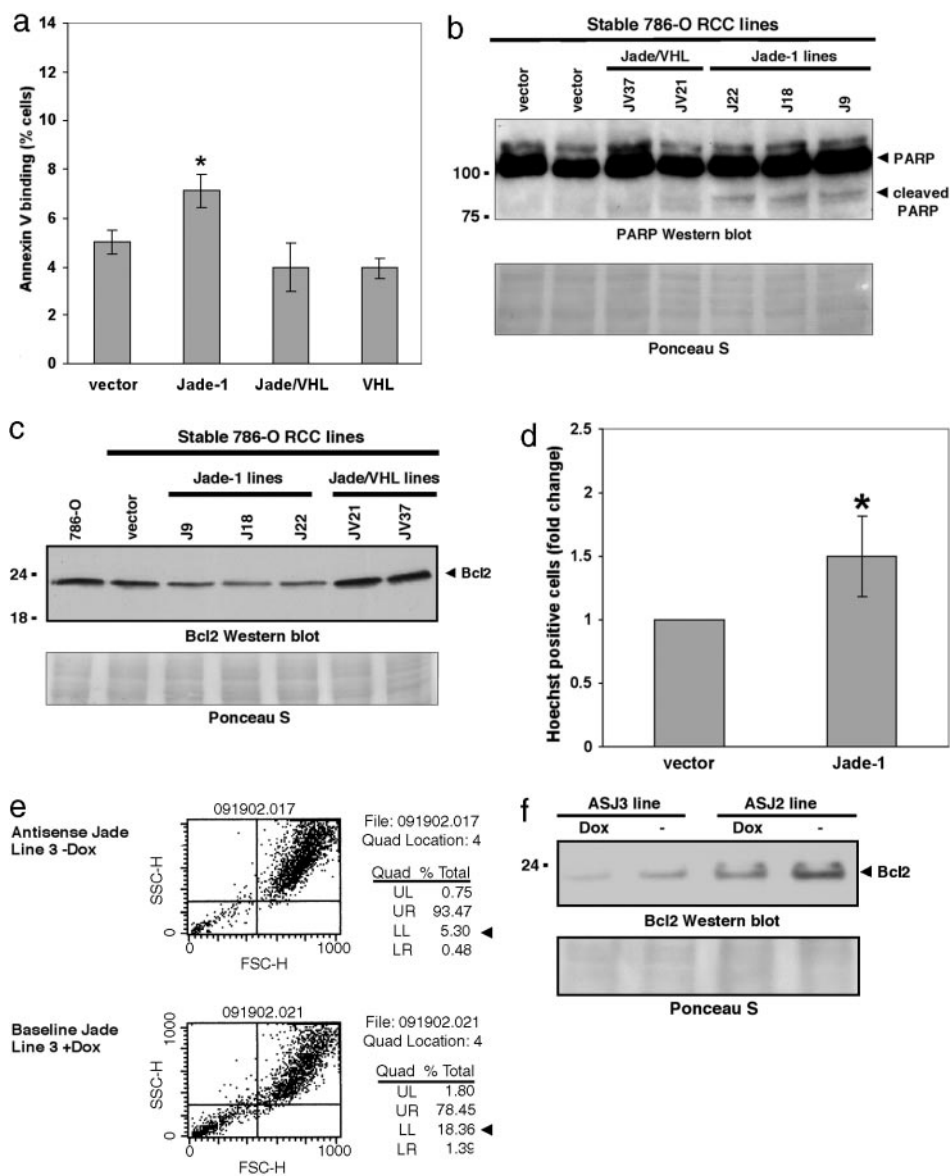 a
Annexin V binding (% cells)
14
12
10
8
6
4
2
0
*
vector Jade-1 Jade/VHL VHL
b
Stable 786-O RCC lines
Jade/VHL Jade-1 lines
vector vector JV37 JV21 J22 J18 J9
100
75
PARP
cleaved
PARP
PARP Western blot
Ponceau S
c
Stable 786-O RCC lines
Jade-1 lines Jade/VHL lines
786-O vector J9 J18 J22 JV21 JV37
24
18
Bcl2
Bcl2 Western blot
Ponceau S
d
Hoechst positive cells (fold change)
2.5
2
1.5
1
0.5
0
*
vector Jade-1
e
Antisense Jade
Line 3 -Dox
091902.017
SSC-H
0
0 1000
FSC-H
File: 091902.017
Quad Location: 4
Quad % Total
UL 0.75
UR 93.47
LL 5.30
LR 0.48
Baseline Jade
Line 3 +Dox
091902.021
SSC-H
1000
0
0 1000
FSC-H
File: 091902.021
Quad Location: 4
Quad % Total
UL 1.80
UR 78.45
LL 18.36
LR 1.39
f
ASJ3 line ASJ2 line
Dox - Dox -
24
Bcl2
Bcl2 Western blot
Ponceau S